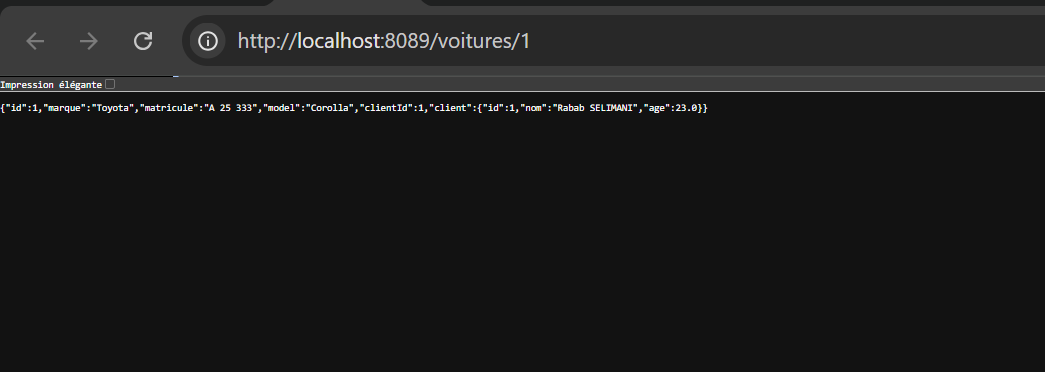 http://localhost:8089/voitures/1
Impression élégante
{"id":1,"marque":"Toyota","matricule":"A 25 333","model":"Corolla","clientId":1,"client":{"id":1,"nom":"Rabab SELIMANI","age":23.0}}